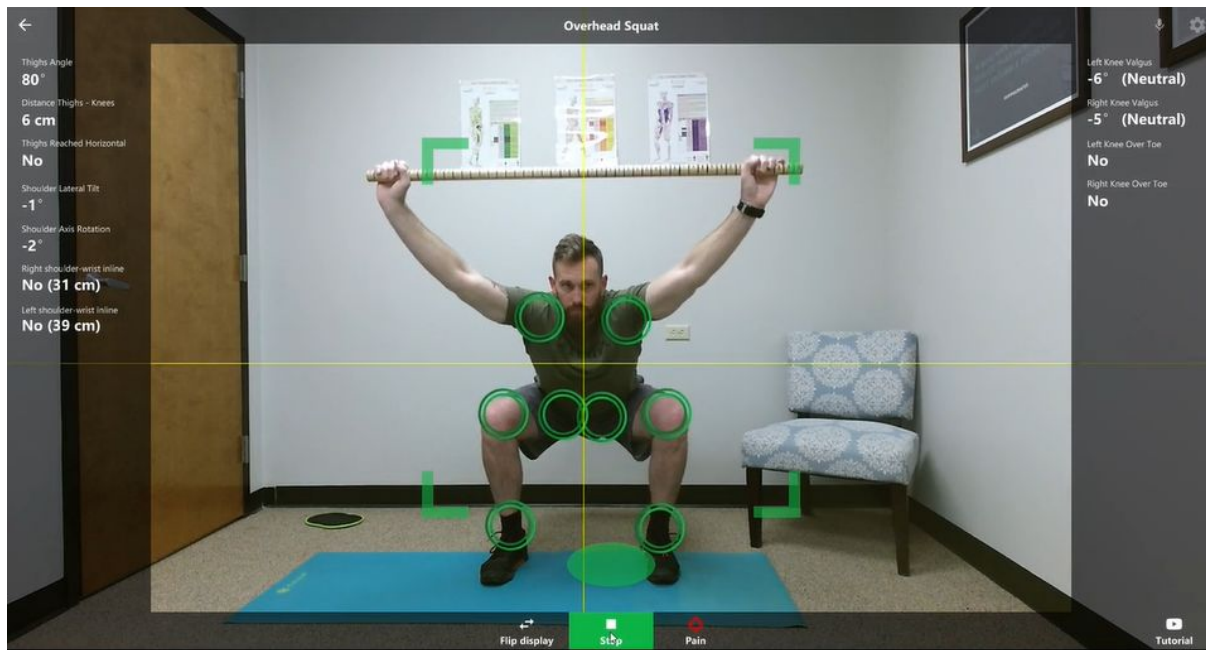 Overhead Squat
Thighs Angle
80°
Distance Thighs - Knees
6 cm
Thighs Reached Horizontal
No
Shoulder Lateral Tilt
-1°
Shoulder Axis Rotation
-2°
Right shoulder-wrist inline
No (31 cm)
Left shoulder-wrist inline
No (39 cm)
Left Knee Valgus
-6° (Neutral)
Right Knee Valgus
-5° (Neutral)
Left Knee Over Toe
No
Right Knee Over Toe
No
Flip display
Stop
Pain
Tutorial